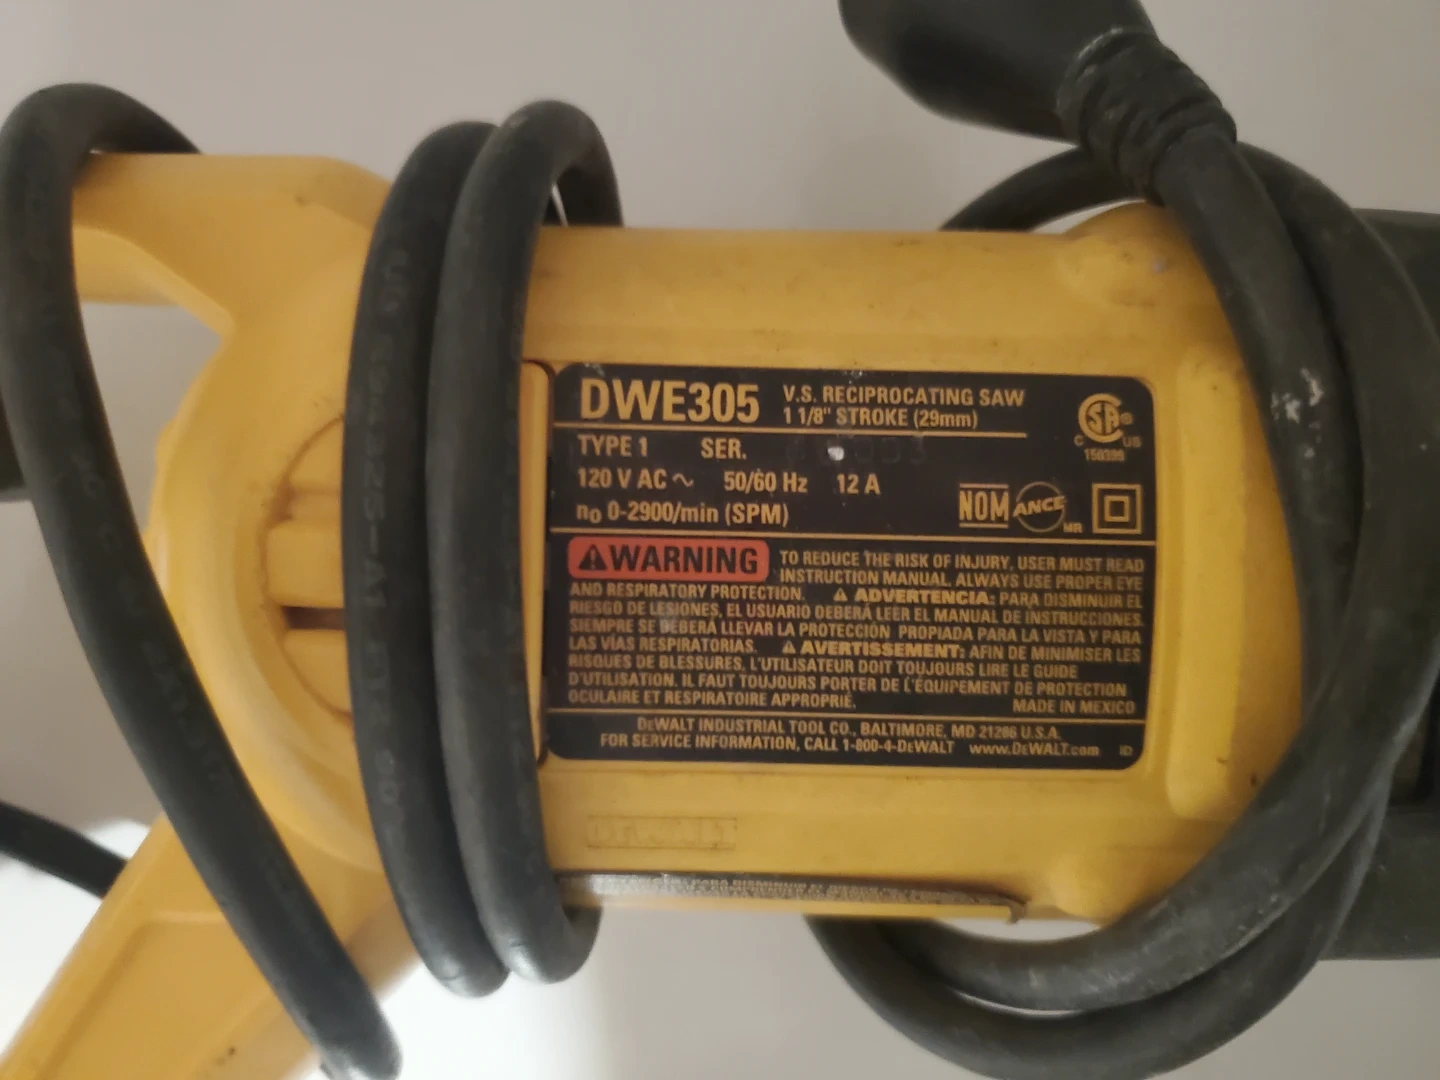 DWE305 V.S. RECIPROCATING SAW
1 1/8" STROKE (29mm)
TYPE 1 SER.
120 V AC ~ 50/60 Hz 12 A
n₀ 0-2900/min (SPM)
CSA ®
C US
NOM ANCE MR
⚠WARNING TO REDUCE THE RISK OF INJURY, USER MUST READ
INSTRUCTION MANUAL. ALWAYS USE PROPER EYE
AND RESPIRATORY PROTECTION. ⚠ ADVERTENCIA: PARA DISMINUIR EL
RIESGO DE LESIONES, EL USUARIO DEBERÁ LEER EL MANUAL DE INSTRUCCIONES.
SIEMPRE SE DEBERÁ LLEVAR LA PROTECCIÓN PROPIADA PARA LA VISTA Y PARA
LAS VÍAS RESPIRATORIAS. ⚠ AVERTISSEMENT: AFIN DE MINIMISER LES
RISQUES DE BLESSURES, L'UTILISATEUR DOIT TOUJOURS LIRE LE GUIDE
D'UTILISATION. IL FAUT TOUJOURS PORTER DE L'ÉQUIPEMENT DE PROTECTION
OCULAIRE ET RESPIRATOIRE APPROPRIÉ. MADE IN MEXICO
DeWALT INDUSTRIAL TOOL CO., BALTIMORE, MD 21286 U.S.A.
FOR SERVICE INFORMATION, CALL 1-800-4-DeWALT www.DeWALT.com ID
DEWALT